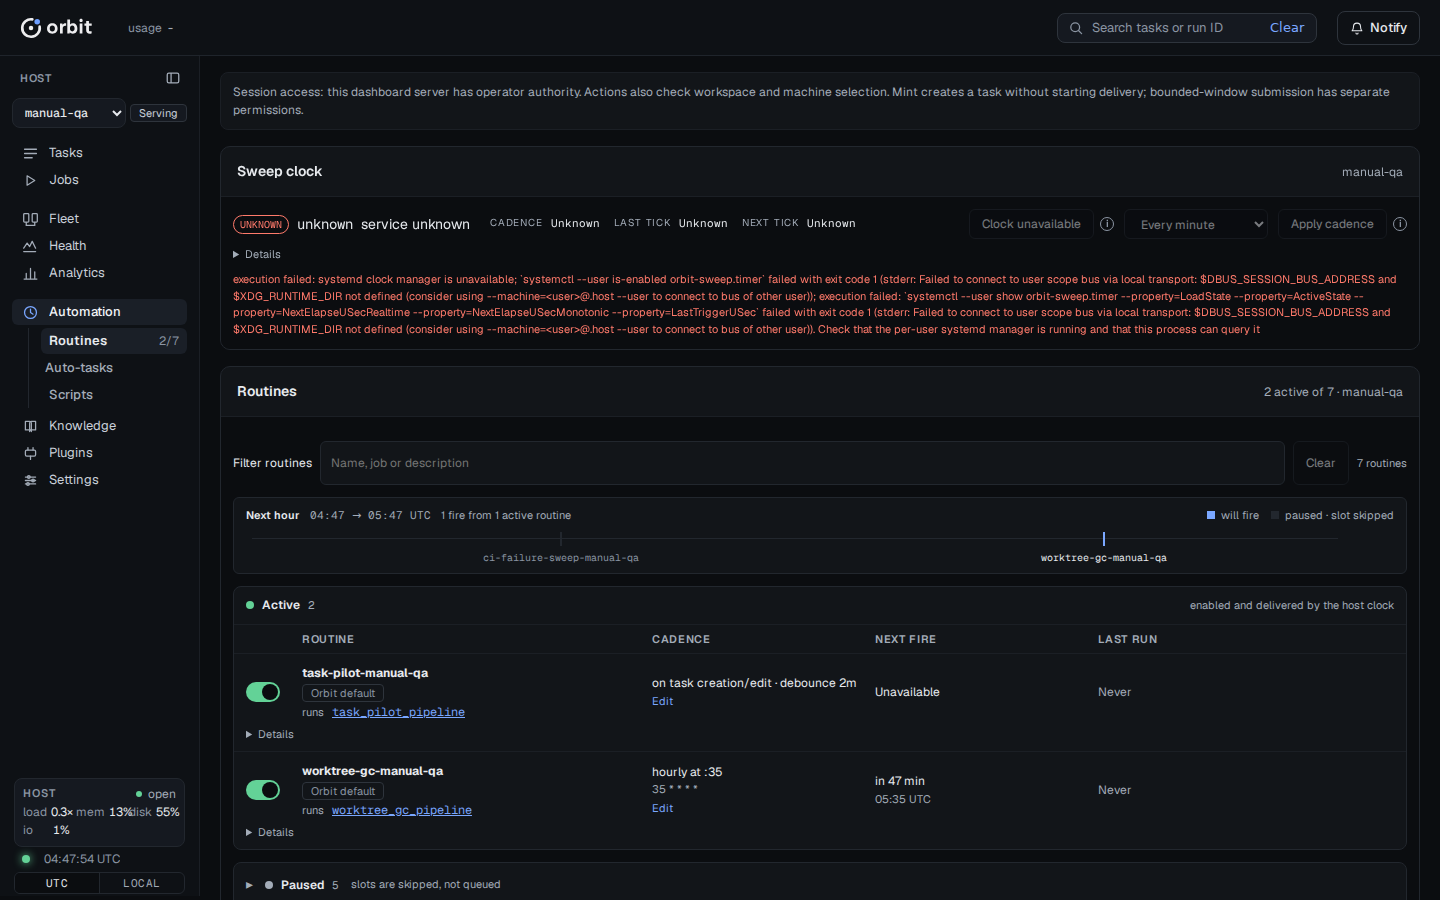 orbit
usage -
Search tasks or run ID
Clear
Notify
HOST
manual-qa
Serving
Tasks
Jobs
Fleet
Health
Analytics
Automation
Routines 2/7
Auto-tasks
Scripts
Knowledge
Plugins
Settings
HOST open
load 0.3× mem 13% disk 55%
io 1%
04:47:54 UTC
UTC LOCAL
Session access: this dashboard server has operator authority. Actions also check workspace and machine selection. Mint creates a task without starting delivery; bounded-window submission has separate
permissions.
Sweep clock manual-qa
UNKNOWN unknown service unknown CADENCE Unknown LAST TICK Unknown NEXT TICK Unknown Clock unavailable Every minute Apply cadence
Details
execution failed: systemd clock manager is unavailable; `systemctl --user is-enabled orbit-sweep.timer` failed with exit code 1 (stderr: Failed to connect to user scope bus via local transport: $DBUS_SESSION_BUS_ADDRESS and
$XDG_RUNTIME_DIR not defined (consider using --machine=<user>@.host --user to connect to bus of other user)); execution failed: `systemctl --user show orbit-sweep.timer --property=LoadState --property=ActiveState --
property=NextElapseUSecRealtime --property=NextElapseUSecMonotonic --property=LastTriggerUSec` failed with exit code 1 (stderr: Failed to connect to user scope bus via local transport: $DBUS_SESSION_BUS_ADDRESS and
$XDG_RUNTIME_DIR not defined (consider using --machine=<user>@.host --user to connect to bus of other user)). Check that the per-user systemd manager is running and that this process can query it
Routines 2 active of 7 · manual-qa
Filter routines Name, job or description Clear 7 routines
Next hour 04:47 → 05:47 UTC 1 fire from 1 active routine will fire paused · slot skipped
ci-failure-sweep-manual-qa worktree-gc-manual-qa
Active 2 enabled and delivered by the host clock
ROUTINE CADENCE NEXT FIRE LAST RUN
task-pilot-manual-qa
Orbit default
runs task_pilot_pipeline
on task creation/edit · debounce 2m
Edit
Unavailable
Never
Details
worktree-gc-manual-qa
Orbit default
runs worktree_gc_pipeline
hourly at :35
35 * * * *
Edit
in 47 min
05:35 UTC
Never
Details
Paused 5 slots are skipped, not queued